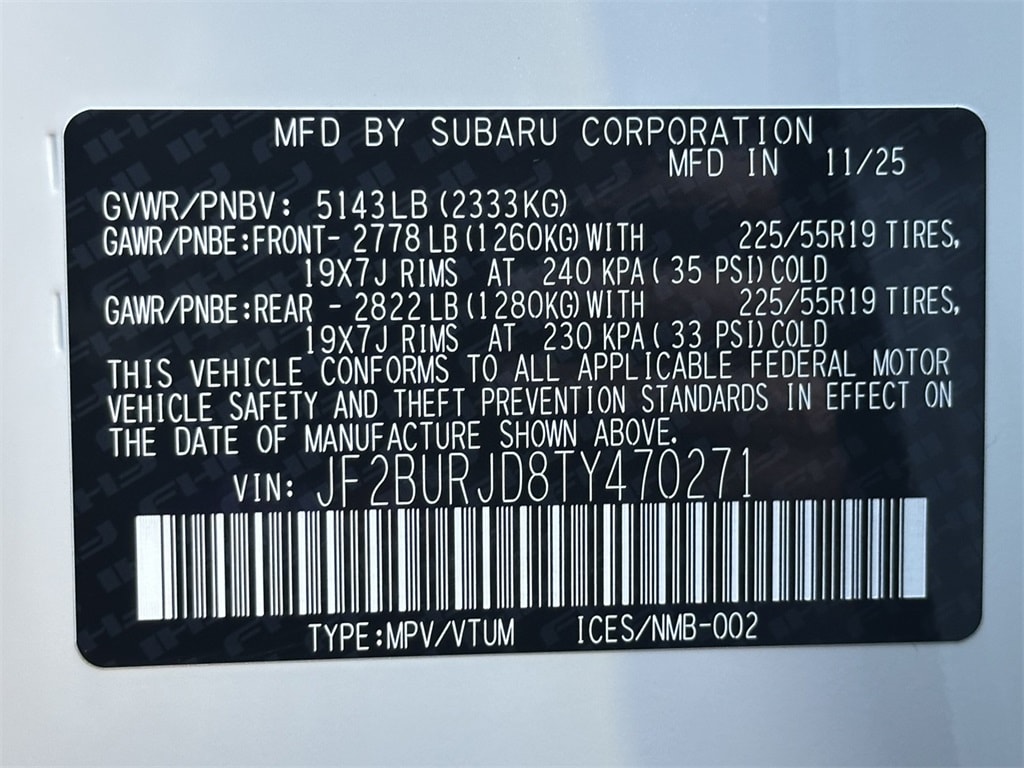 MFD BY SUBARU CORPORATION
MFD IN 11/25
GVWR/PNBV: 5143LB (2333KG)
GAWR/PNBE:FRONT- 2778 LB (1260KG) WITH 225/55R19 TIRES,
19X7J RIMS AT 240 KPA ( 35 PSI) COLD
GAWR/PNBE:REAR - 2822 LB (1280KG) WITH 225/55R19 TIRES,
19X7J RIMS AT 230 KPA ( 33 PSI) COLD
THIS VEHICLE CONFORMS TO ALL APPLICABLE FEDERAL MOTOR
VEHICLE SAFETY AND THEFT PREVENTION STANDARDS IN EFFECT ON
THE DATE OF MANUFACTURE SHOWN ABOVE.
VIN: JF2BURJD8TY470271
TYPE:MPV/VTUM ICES/NMB-002